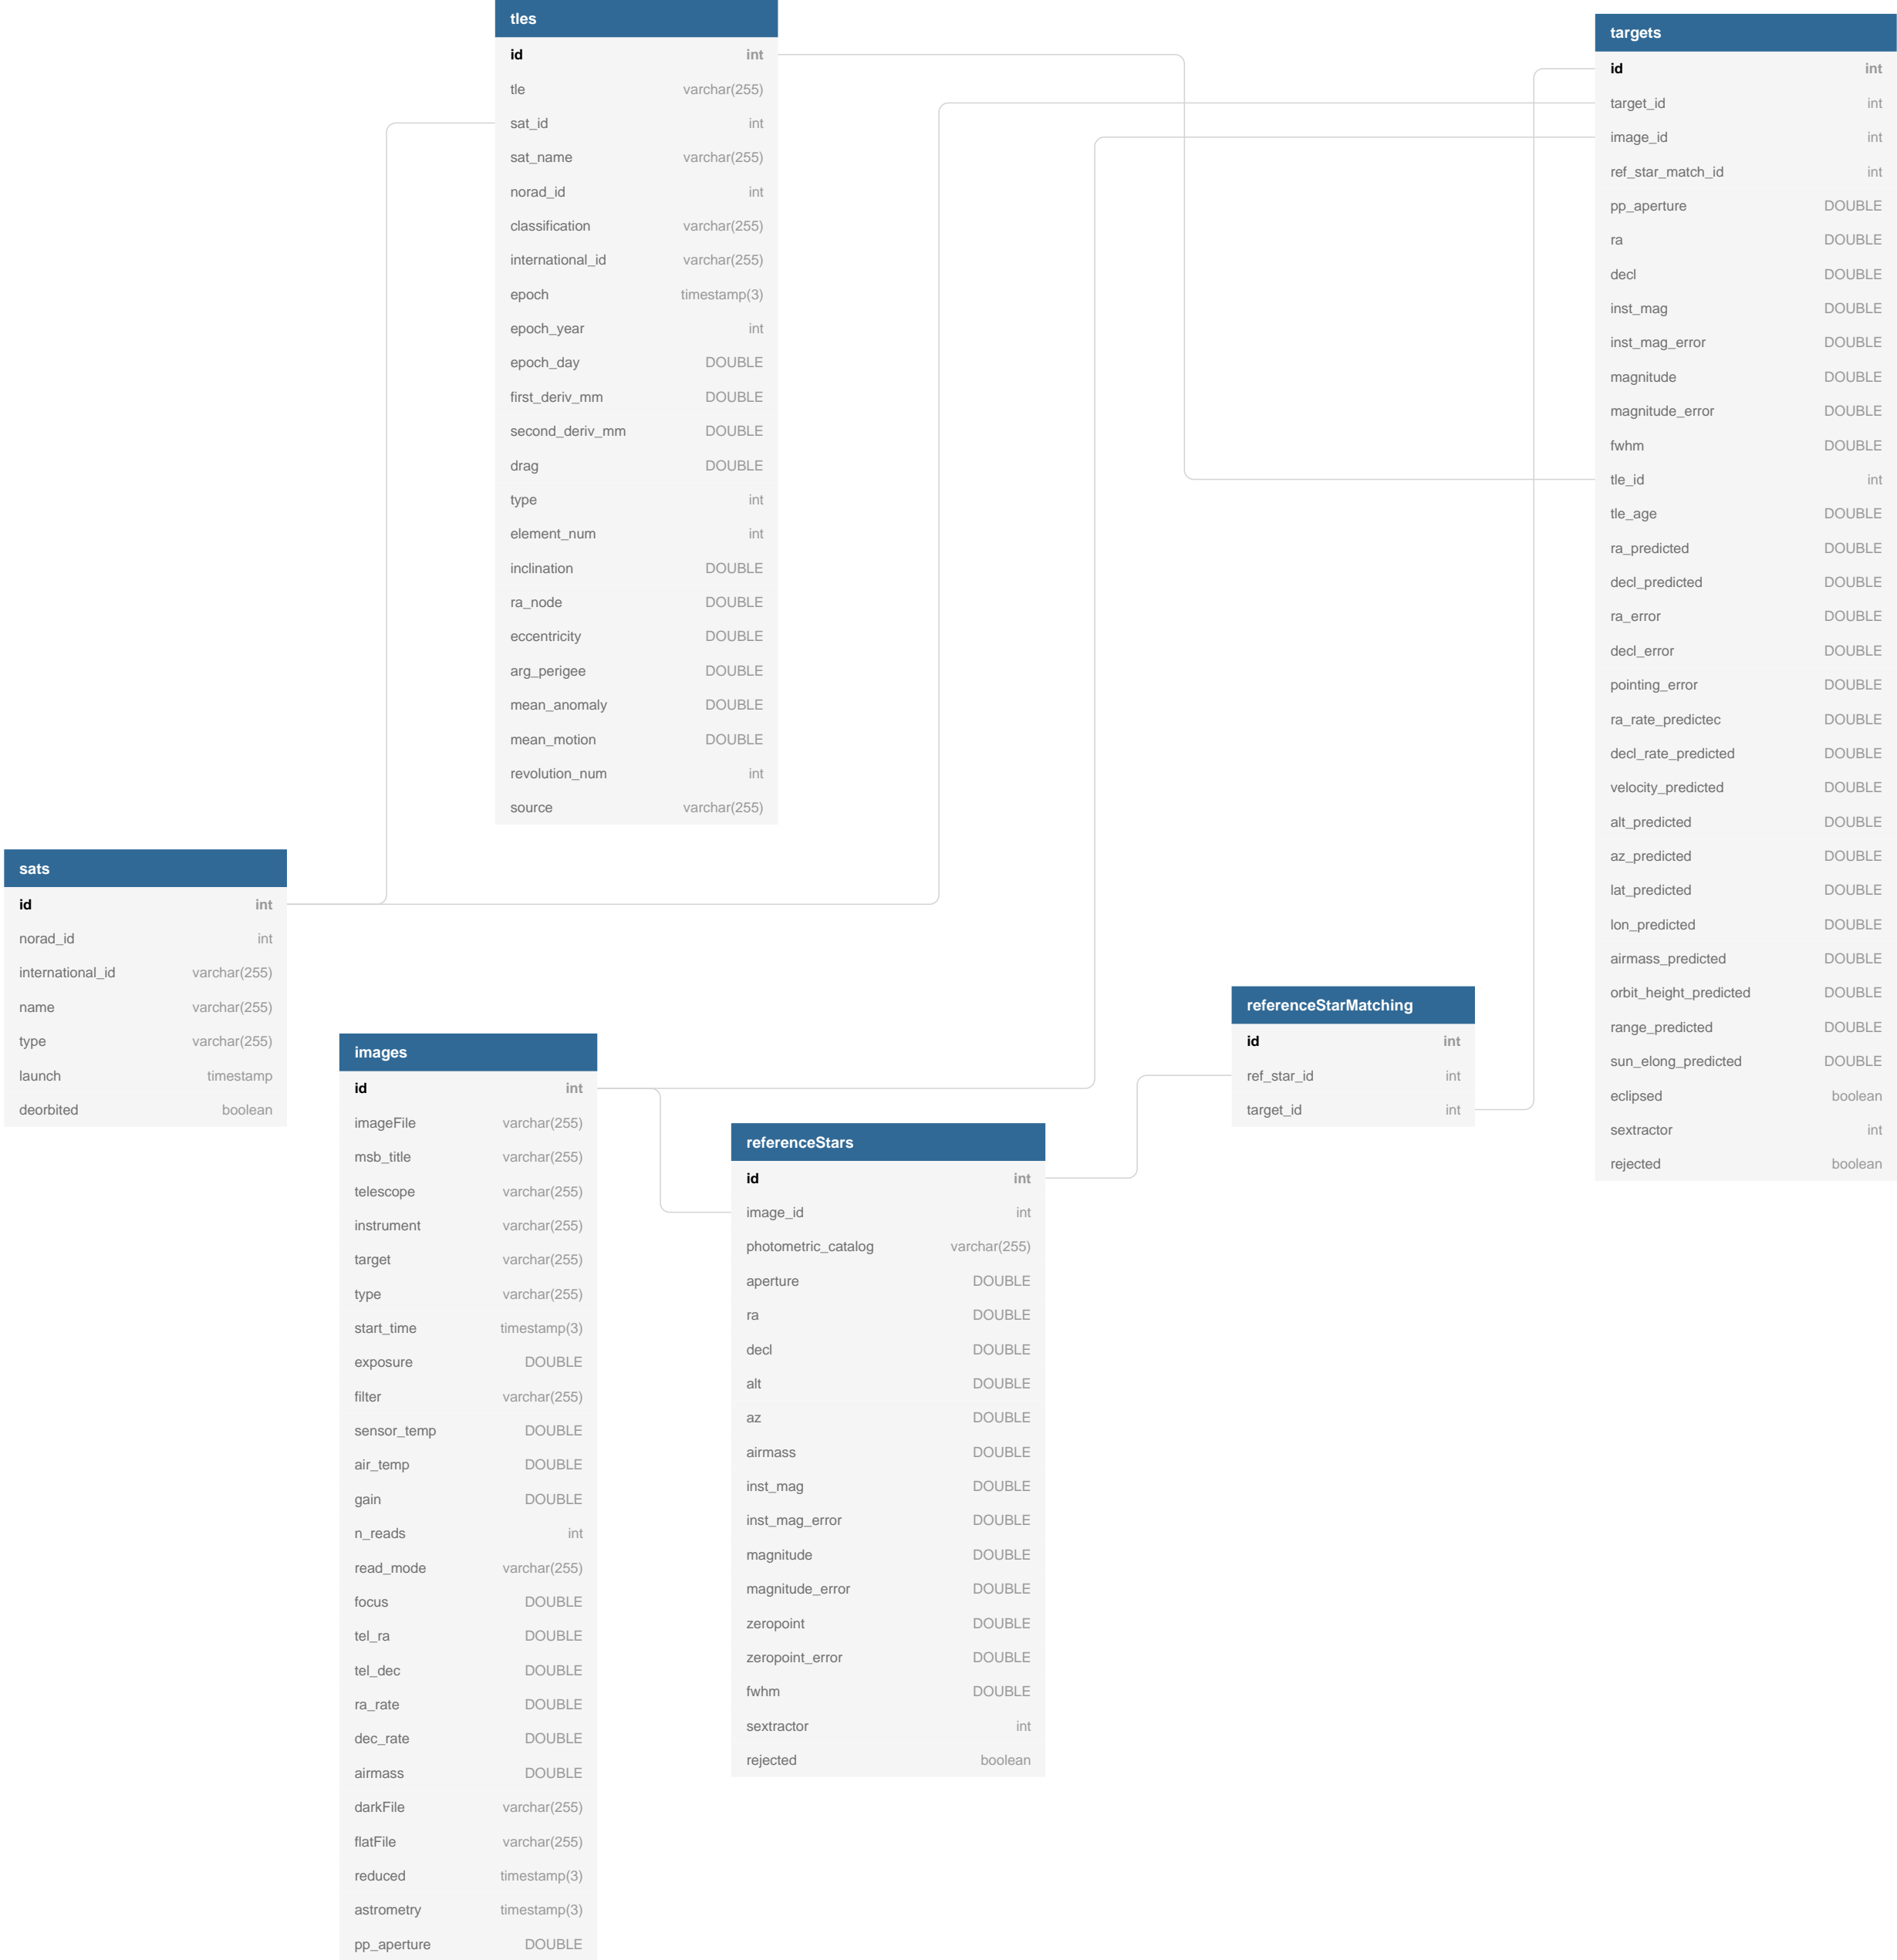 tles
id int
tle varchar(255)
sat_id int
sat_name varchar(255)
norad_id int
classification varchar(255)
international_id varchar(255)
epoch timestamp(3)
epoch_year int
epoch_day DOUBLE
first_deriv_mm DOUBLE
second_deriv_mm DOUBLE
drag DOUBLE
type int
element_num int
inclination DOUBLE
ra_node DOUBLE
eccentricity DOUBLE
arg_perigee DOUBLE
mean_anomaly DOUBLE
mean_motion DOUBLE
revolution_num int
source varchar(255)
targets
id int
target_id int
image_id int
ref_star_match_id int
pp_aperture DOUBLE
ra DOUBLE
decl DOUBLE
inst_mag DOUBLE
inst_mag_error DOUBLE
magnitude DOUBLE
magnitude_error DOUBLE
fwhm DOUBLE
tle_id int
tle_age DOUBLE
ra_predicted DOUBLE
decl_predicted DOUBLE
ra_error DOUBLE
decl_error DOUBLE
pointing_error DOUBLE
ra_rate_predictec DOUBLE
decl_rate_predicted DOUBLE
velocity_predicted DOUBLE
alt_predicted DOUBLE
az_predicted DOUBLE
lat_predicted DOUBLE
lon_predicted DOUBLE
airmass_predicted DOUBLE
orbit_height_predicted DOUBLE
range_predicted DOUBLE
sun_elong_predicted DOUBLE
eclipsed boolean
sextractor int
rejected boolean
sats
id int
norad_id int
international_id varchar(255)
name varchar(255)
type varchar(255)
launch timestamp
deorbited boolean
images
id int
imageFile varchar(255)
msb_title varchar(255)
telescope varchar(255)
instrument varchar(255)
target varchar(255)
type varchar(255)
start_time timestamp(3)
exposure DOUBLE
filter varchar(255)
sensor_temp DOUBLE
air_temp DOUBLE
gain DOUBLE
n_reads int
read_mode varchar(255)
focus DOUBLE
tel_ra DOUBLE
tel_dec DOUBLE
ra_rate DOUBLE
dec_rate DOUBLE
airmass DOUBLE
darkFile varchar(255)
flatFile varchar(255)
reduced timestamp(3)
astrometry timestamp(3)
pp_aperture DOUBLE
referenceStars
id int
image_id int
photometric_catalog varchar(255)
aperture DOUBLE
ra DOUBLE
decl DOUBLE
alt DOUBLE
az DOUBLE
airmass DOUBLE
inst_mag DOUBLE
inst_mag_error DOUBLE
magnitude DOUBLE
magnitude_error DOUBLE
zeropoint DOUBLE
zeropoint_error DOUBLE
fwhm DOUBLE
sextractor int
rejected boolean
referenceStarMatching
id int
ref_star_id int
target_id int